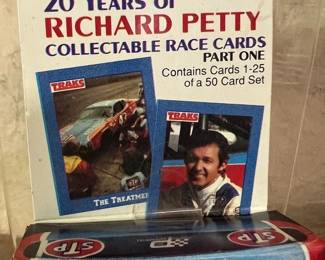 20 YEARS OF
RICHARD PETTY
COLLECTABLE RACE CARDS
PART ONE
Contains Cards 1-25
of a 50 Card Set
TRAKS
TRAKS
THE TREATMEN
STP
STP